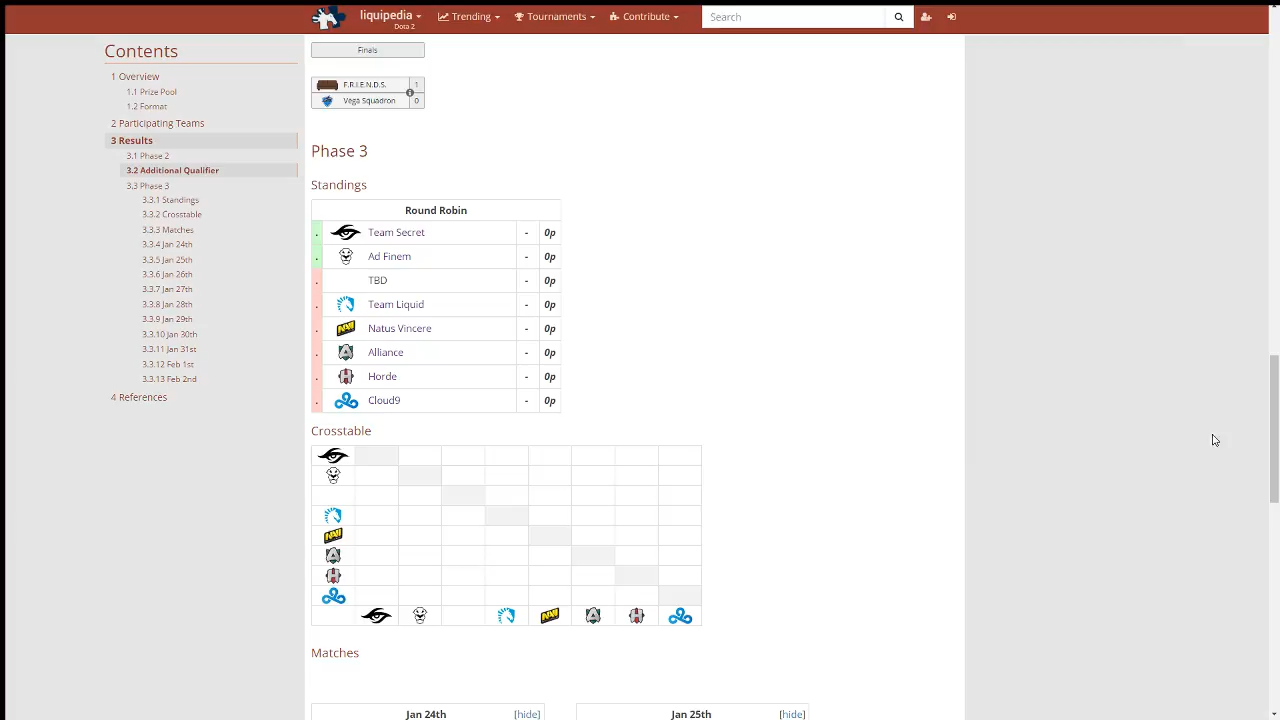 liquipedia
Dota 2
Trending
Tournaments
Contribute
Search
Contents
1 Overview
1.1 Prize Pool
1.2 Format
2 Participating Teams
3 Results
3.1 Phase 2
3.2 Additional Qualifier
3.3 Phase 3
3.3.1 Standings
3.3.2 Crosstable
3.3.3 Matches
3.3.4 Jan 24th
3.3.5 Jan 25th
3.3.6 Jan 26th
3.3.7 Jan 27th
3.3.8 Jan 28th
3.3.9 Jan 29th
3.3.10 Jan 30th
3.3.11 Jan 31st
3.3.12 Feb 1st
3.3.13 Feb 2nd
4 References
Finals
F.R.I.E.N.D.S. 1
Vega Squadron 0
Phase 3
Standings
Round Robin
. Team Secret - 0p
. Ad Finem - 0p
. TBD - 0p
. Team Liquid - 0p
. Natus Vincere - 0p
. Alliance - 0p
. Horde - 0p
. Cloud9 - 0p
Crosstable
Matches
Jan 24th [hide]
Jan 25th [hide]